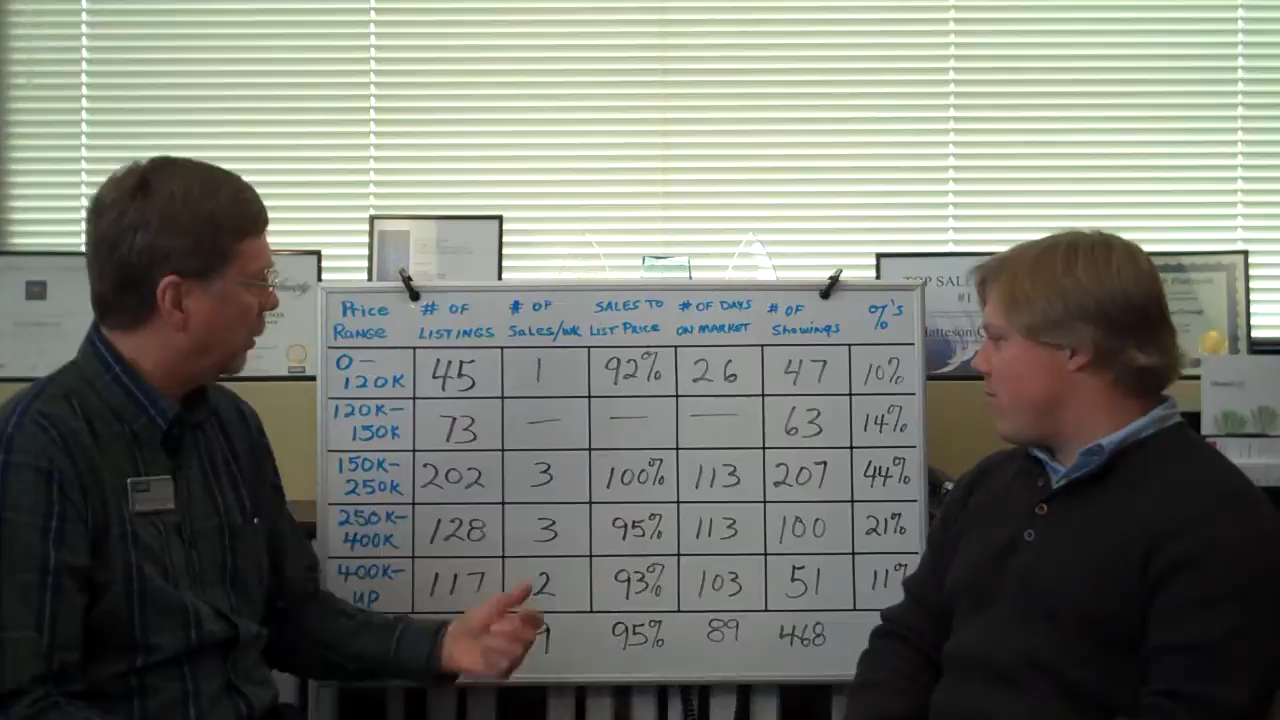 TOP SAL
#1
Matteson
Price # OF # OF SALES TO # OF DAYS # OF %'S
RANGE LISTINGS Sales/wk LIST PRICE ON MARKET Showings
0- 120K 45 1 92% 26 47 10%
120K- 150K 73 — — — 63 14%
150K- 250K 202 3 100% 113 207 44%
250K- 400K 128 3 95% 113 100 21%
400K- up 117 2 93% 103 51 11%
9 95% 89 468